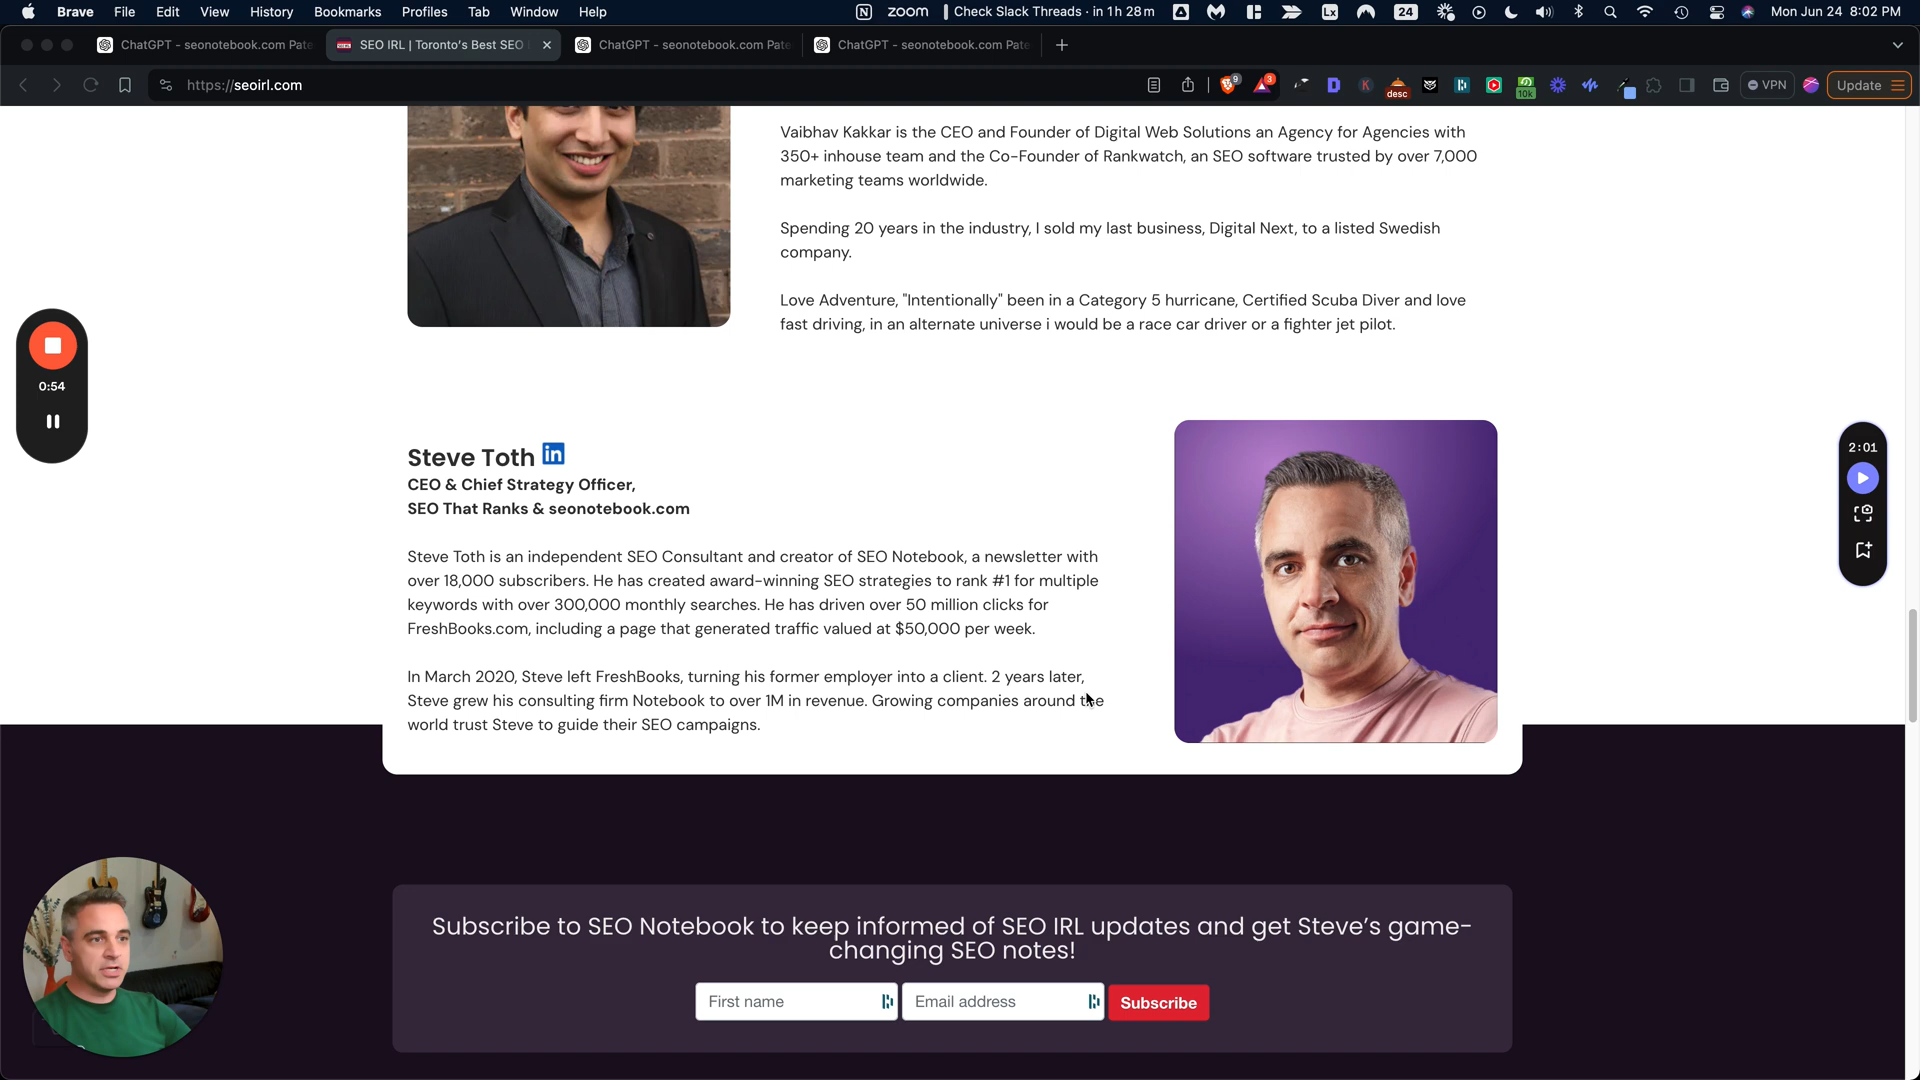 Brave File Edit View History Bookmarks Profiles Tab Window Help
zoom Check Slack Threads · in 1 h 28 m Lx 24 Mon Jun 24 8:02 PM
ChatGPT - seonotebook.com Pate
SEO IRL | Toronto's Best SEO
ChatGPT - seonotebook.com Pate
ChatGPT - seonotebook.com Pate
https://seoirl.com
9 3 D K desc 10k VPN Update
Vaibhav Kakkar is the CEO and Founder of Digital Web Solutions an Agency for Agencies with
350+ inhouse team and the Co-Founder of Rankwatch, an SEO software trusted by over 7,000
marketing teams worldwide.
Spending 20 years in the industry, I sold my last business, Digital Next, to a listed Swedish
company.
Love Adventure, "Intentionally" been in a Category 5 hurricane, Certified Scuba Diver and love
fast driving, in an alternate universe i would be a race car driver or a fighter jet pilot.
0:54
2:01
Steve Toth in
CEO & Chief Strategy Officer,
SEO That Ranks & seonotebook.com
Steve Toth is an independent SEO Consultant and creator of SEO Notebook, a newsletter with
over 18,000 subscribers. He has created award-winning SEO strategies to rank #1 for multiple
keywords with over 300,000 monthly searches. He has driven over 50 million clicks for
FreshBooks.com, including a page that generated traffic valued at $50,000 per week.
In March 2020, Steve left FreshBooks, turning his former employer into a client. 2 years later,
Steve grew his consulting firm Notebook to over 1M in revenue. Growing companies around the
world trust Steve to guide their SEO campaigns.
Subscribe to SEO Notebook to keep informed of SEO IRL updates and get Steve's game-
changing SEO notes!
First name
Email address
Subscribe